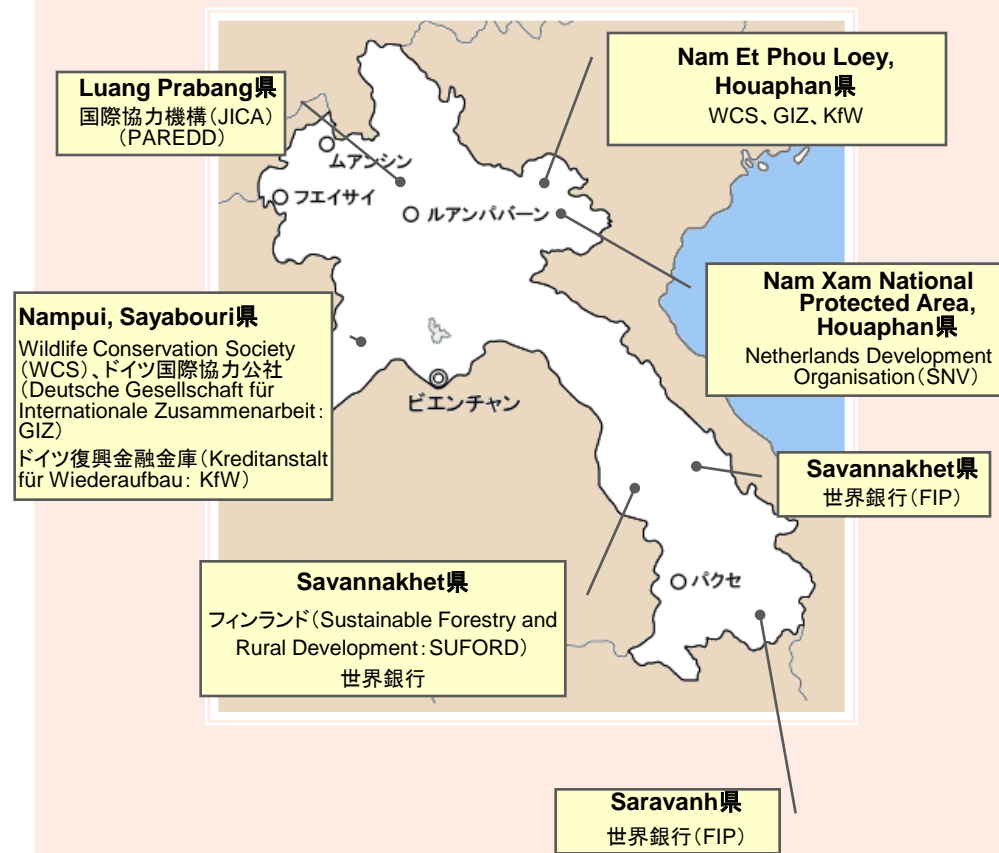 Luang Prabang県
国際協力機構(JICA)
(PAREDD)
Nam Et Phou Loey,
Houaphan県
WCS、GIZ、KfW
ムアンシン
フエイサイ
ルアンパバーン
Nam Xam National
Protected Area,
Houaphan県
Netherlands Development
Organisation(SNV)
Nampui, Sayabouri県
Wildlife Conservation Society
(WCS)、ドイツ国際協力公社
(Deutsche Gesellschaft für
Internationale Zusammenarbeit:
GIZ)
ドイツ復興金融金庫(Kreditanstalt
für Wiederaufbau: KfW)
ビエンチャン
Savannakhet県
世界銀行(FIP)
Savannakhet県
フィンランド(Sustainable Forestry and
Rural Development:SUFORD)
世界銀行
パクセ
Saravanh県
世界銀行(FIP)